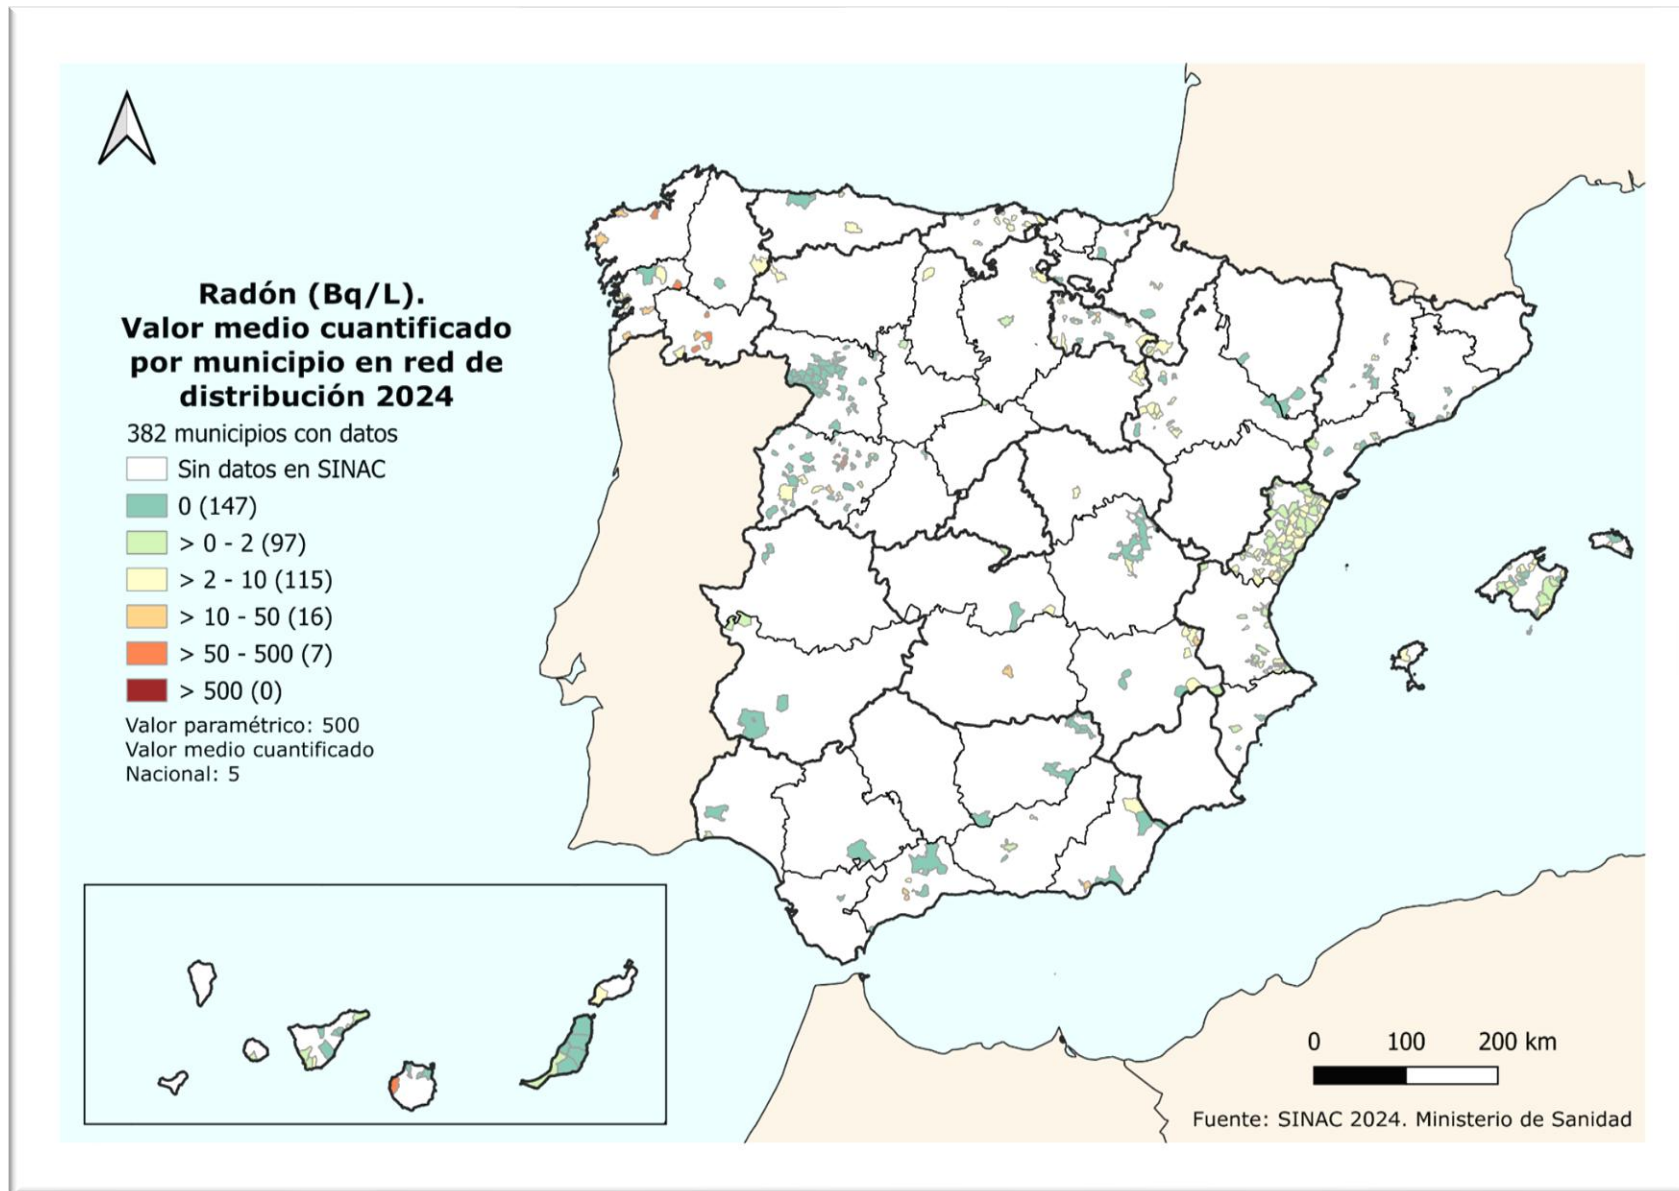 Radón (Bq/L).
Valor medio cuantificado
por municipio en red de
distribución 2024
382 municipios con datos
Sin datos en SINAC
0 (147)
> 0 - 2 (97)
> 2 - 10 (115)
> 10 - 50 (16)
> 50 - 500 (7)
> 500 (0)
Valor paramétrico: 500
Valor medio cuantificado
Nacional: 5
0 100 200 km
Fuente: SINAC 2024. Ministerio de Sanidad